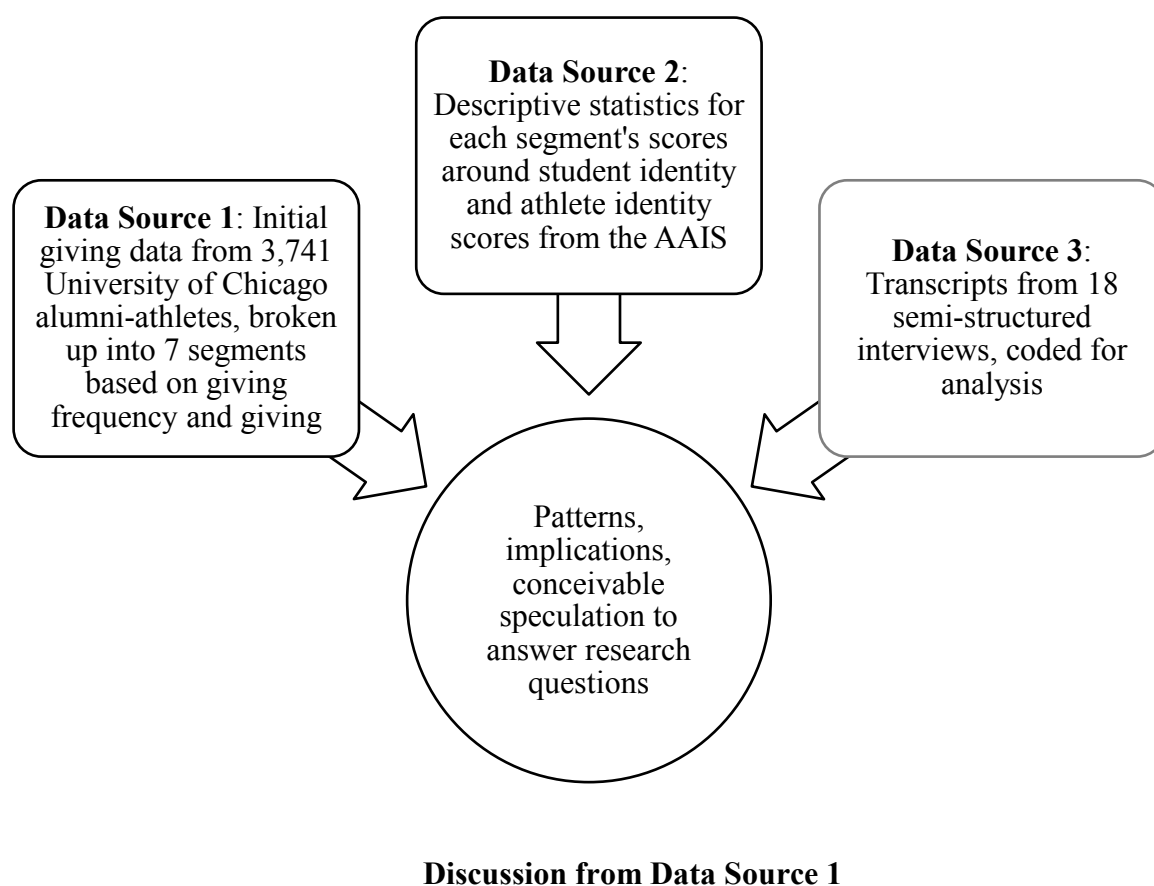 Data Source 1: Initial
giving data from 3,741
University of Chicago
alumni-athletes, broken
up into 7 segments
based on giving
frequency and giving
Data Source 2:
Descriptive statistics for
each segment's scores
around student identity
and athlete identity
scores from the AAIS
Data Source 3:
Transcripts from 18
semi-structured
interviews, coded for
analysis
Patterns,
implications,
conceivable
speculation to
answer research
questions
Discussion from Data Source 1